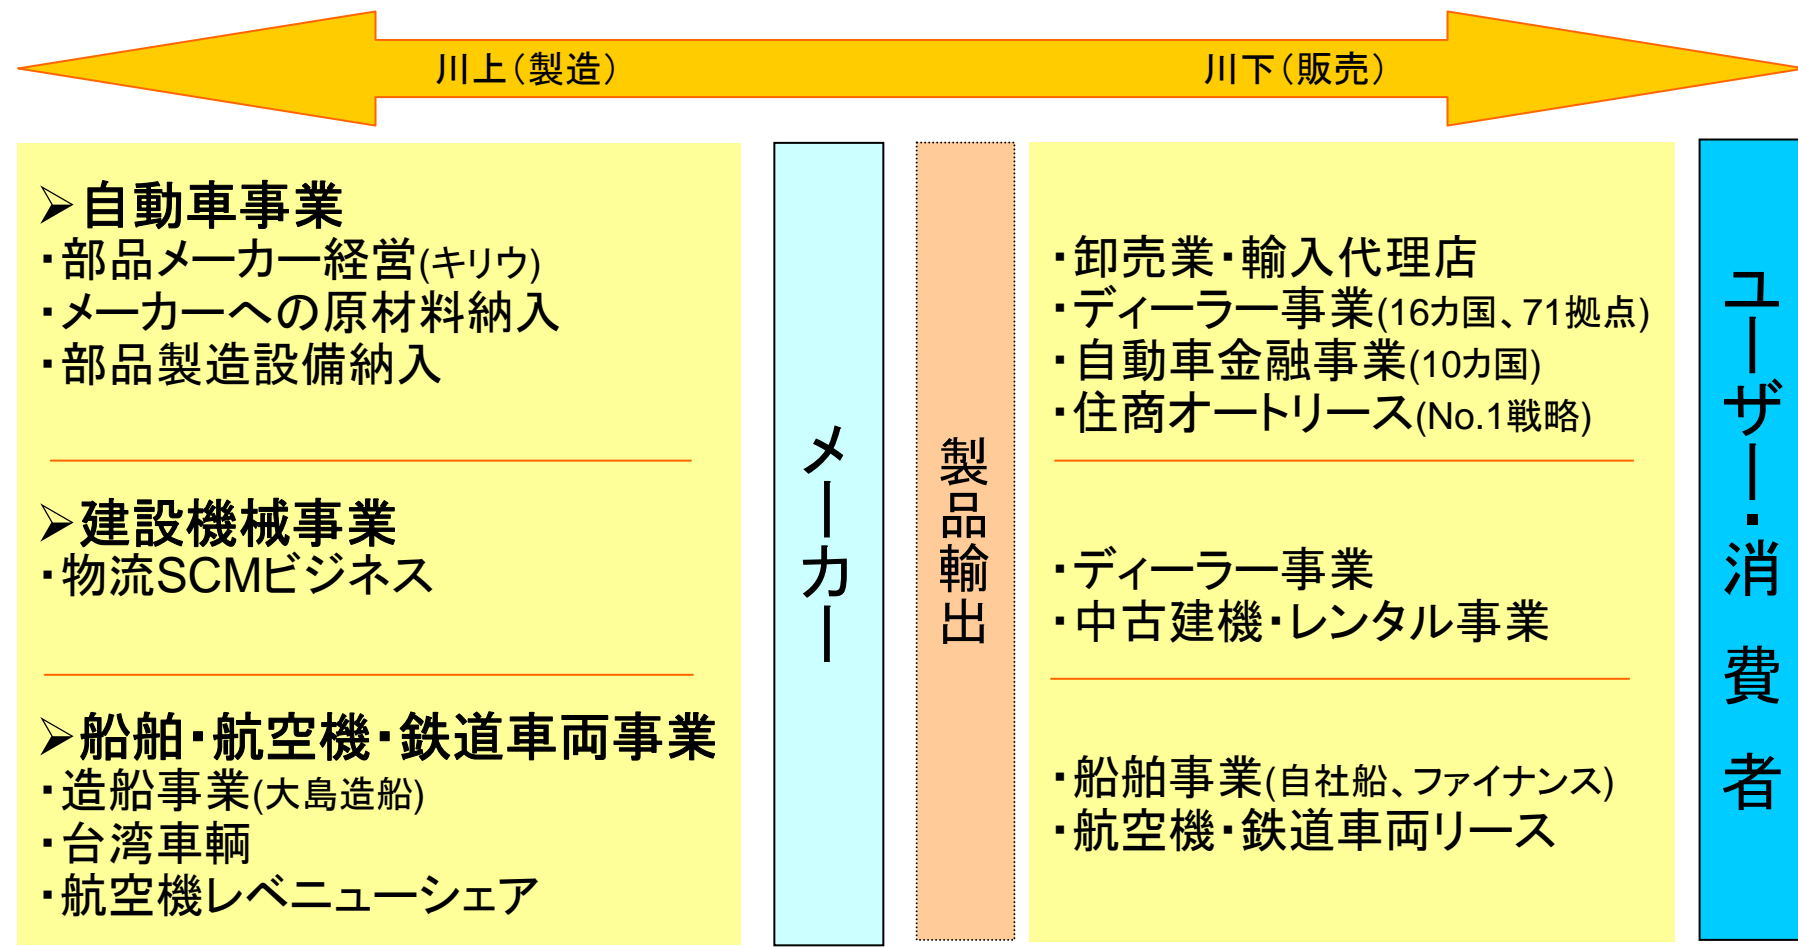 川上（製造）
川下（販売）
➢自動車事業
・部品メーカー経営(キリウ)
・メーカーへの原材料納入
・部品製造設備納入
➢建設機械事業
・物流SCMビジネス
➢船舶・航空機・鉄道車両事業
・造船事業(大島造船)
・台湾車輌
・航空機レベニューシェア
メーカー
製品輸出
・卸売業・輸入代理店
・ディーラー事業(16カ国、71拠点)
・自動車金融事業(10カ国)
・住商オートリース(No.1戦略)
・ディーラー事業
・中古建機・レンタル事業
・船舶事業(自社船、ファイナンス)
・航空機・鉄道車両リース
ユーザー・消費者